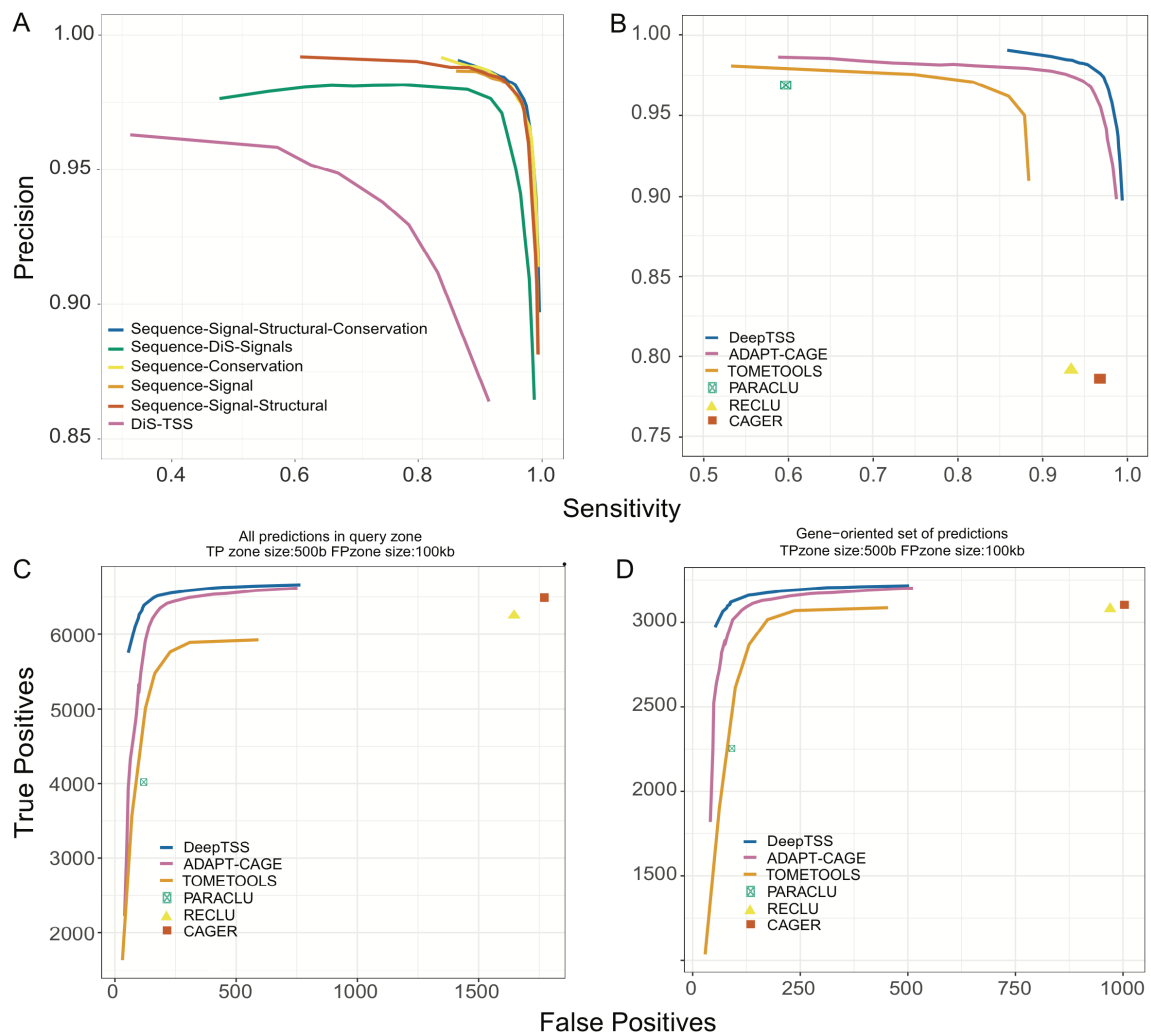 A
1.00
0.95
0.90
0.85
Precision
Sequence-Signal-Structural-Conservation
Sequence-DiS-Signals
Sequence-Conservation
Sequence-Signal
Sequence-Signal-Structural
DiS-TSS
0.4
0.6
0.8
1.0
B
1.00
0.95
0.90
0.85
0.80
0.75
DeepTSS
ADAPT-CAGE
TOMETOOLS
PARACLU
RECLU
CAGER
0.5
0.6
0.7
0.8
0.9
1.0
Sensitivity
All predictions in query zone
TP zone size:500b FPzone size:100kb
C
6000
5000
4000
3000
2000
True Positives
DeepTSS
ADAPT-CAGE
TOMETOOLS
PARACLU
RECLU
CAGER
0
500
1000
1500
Gene−oriented set of predictions
TPzone size:500b FPzone size:100kb
D
3000
2500
2000
1500
DeepTSS
ADAPT-CAGE
TOMETOOLS
PARACLU
RECLU
CAGER
0
250
500
750
1000
False Positives